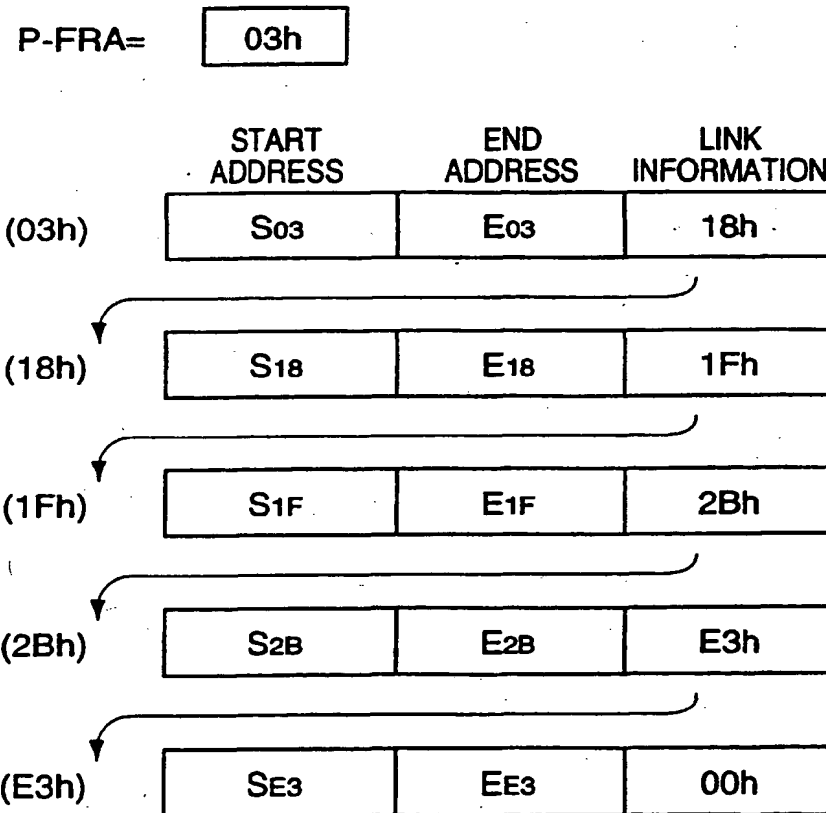 P-FRA= 03h
START ADDRESS END ADDRESS LINK INFORMATION
(03h) S03 E03 18h
(18h) S18 E18 1Fh
(1Fh) S1F E1F 2Bh
(2Bh) S2B E2B E3h
(E3h) SE3 EE3 00h